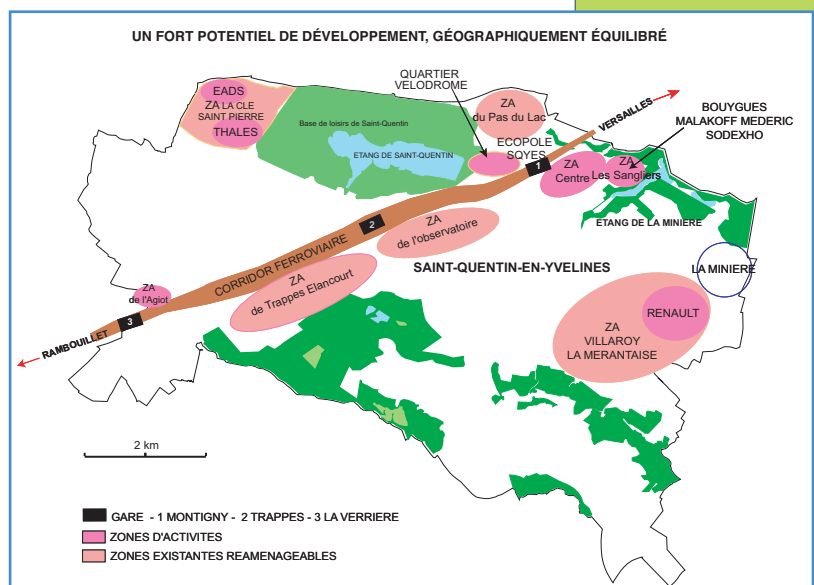 UN FORT POTENTIEL DE DÉVELOPPEMENT, GÉOGRAPHIQUEMENT ÉQUILIBRÉ
QUARTIER
VELODROME
EADS
ZA LA CLE
SAINT PIERRE
THALES
Base de loisirs de Saint-Quentin
ETANG DE SAINT-QUENTIN
ZA
du Pas du Lac
ECOPOLE
SQYES
VERSAILLES
BOUYGUES
MALAKOFF MEDERIC
SODEXHO
1
ZA
Centre
ZA
Les Sangliers
ETANG DE LA MINIERE
2
ZA
de l'observatoire
CORRIDOR FERROVIAIRE
SAINT-QUENTIN-EN-YVELINES
LA MINIERE
ZA
de Trappes Elancourt
ZA
de l'Agiot
3
RAMBOUILLET
RENAULT
ZA
VILLAROY
LA MERANTAISE
2 km
GARE - 1 MONTIGNY - 2 TRAPPES - 3 LA VERRIERE
ZONES D'ACTIVITES
ZONES EXISTANTES REAMENAGEABLES